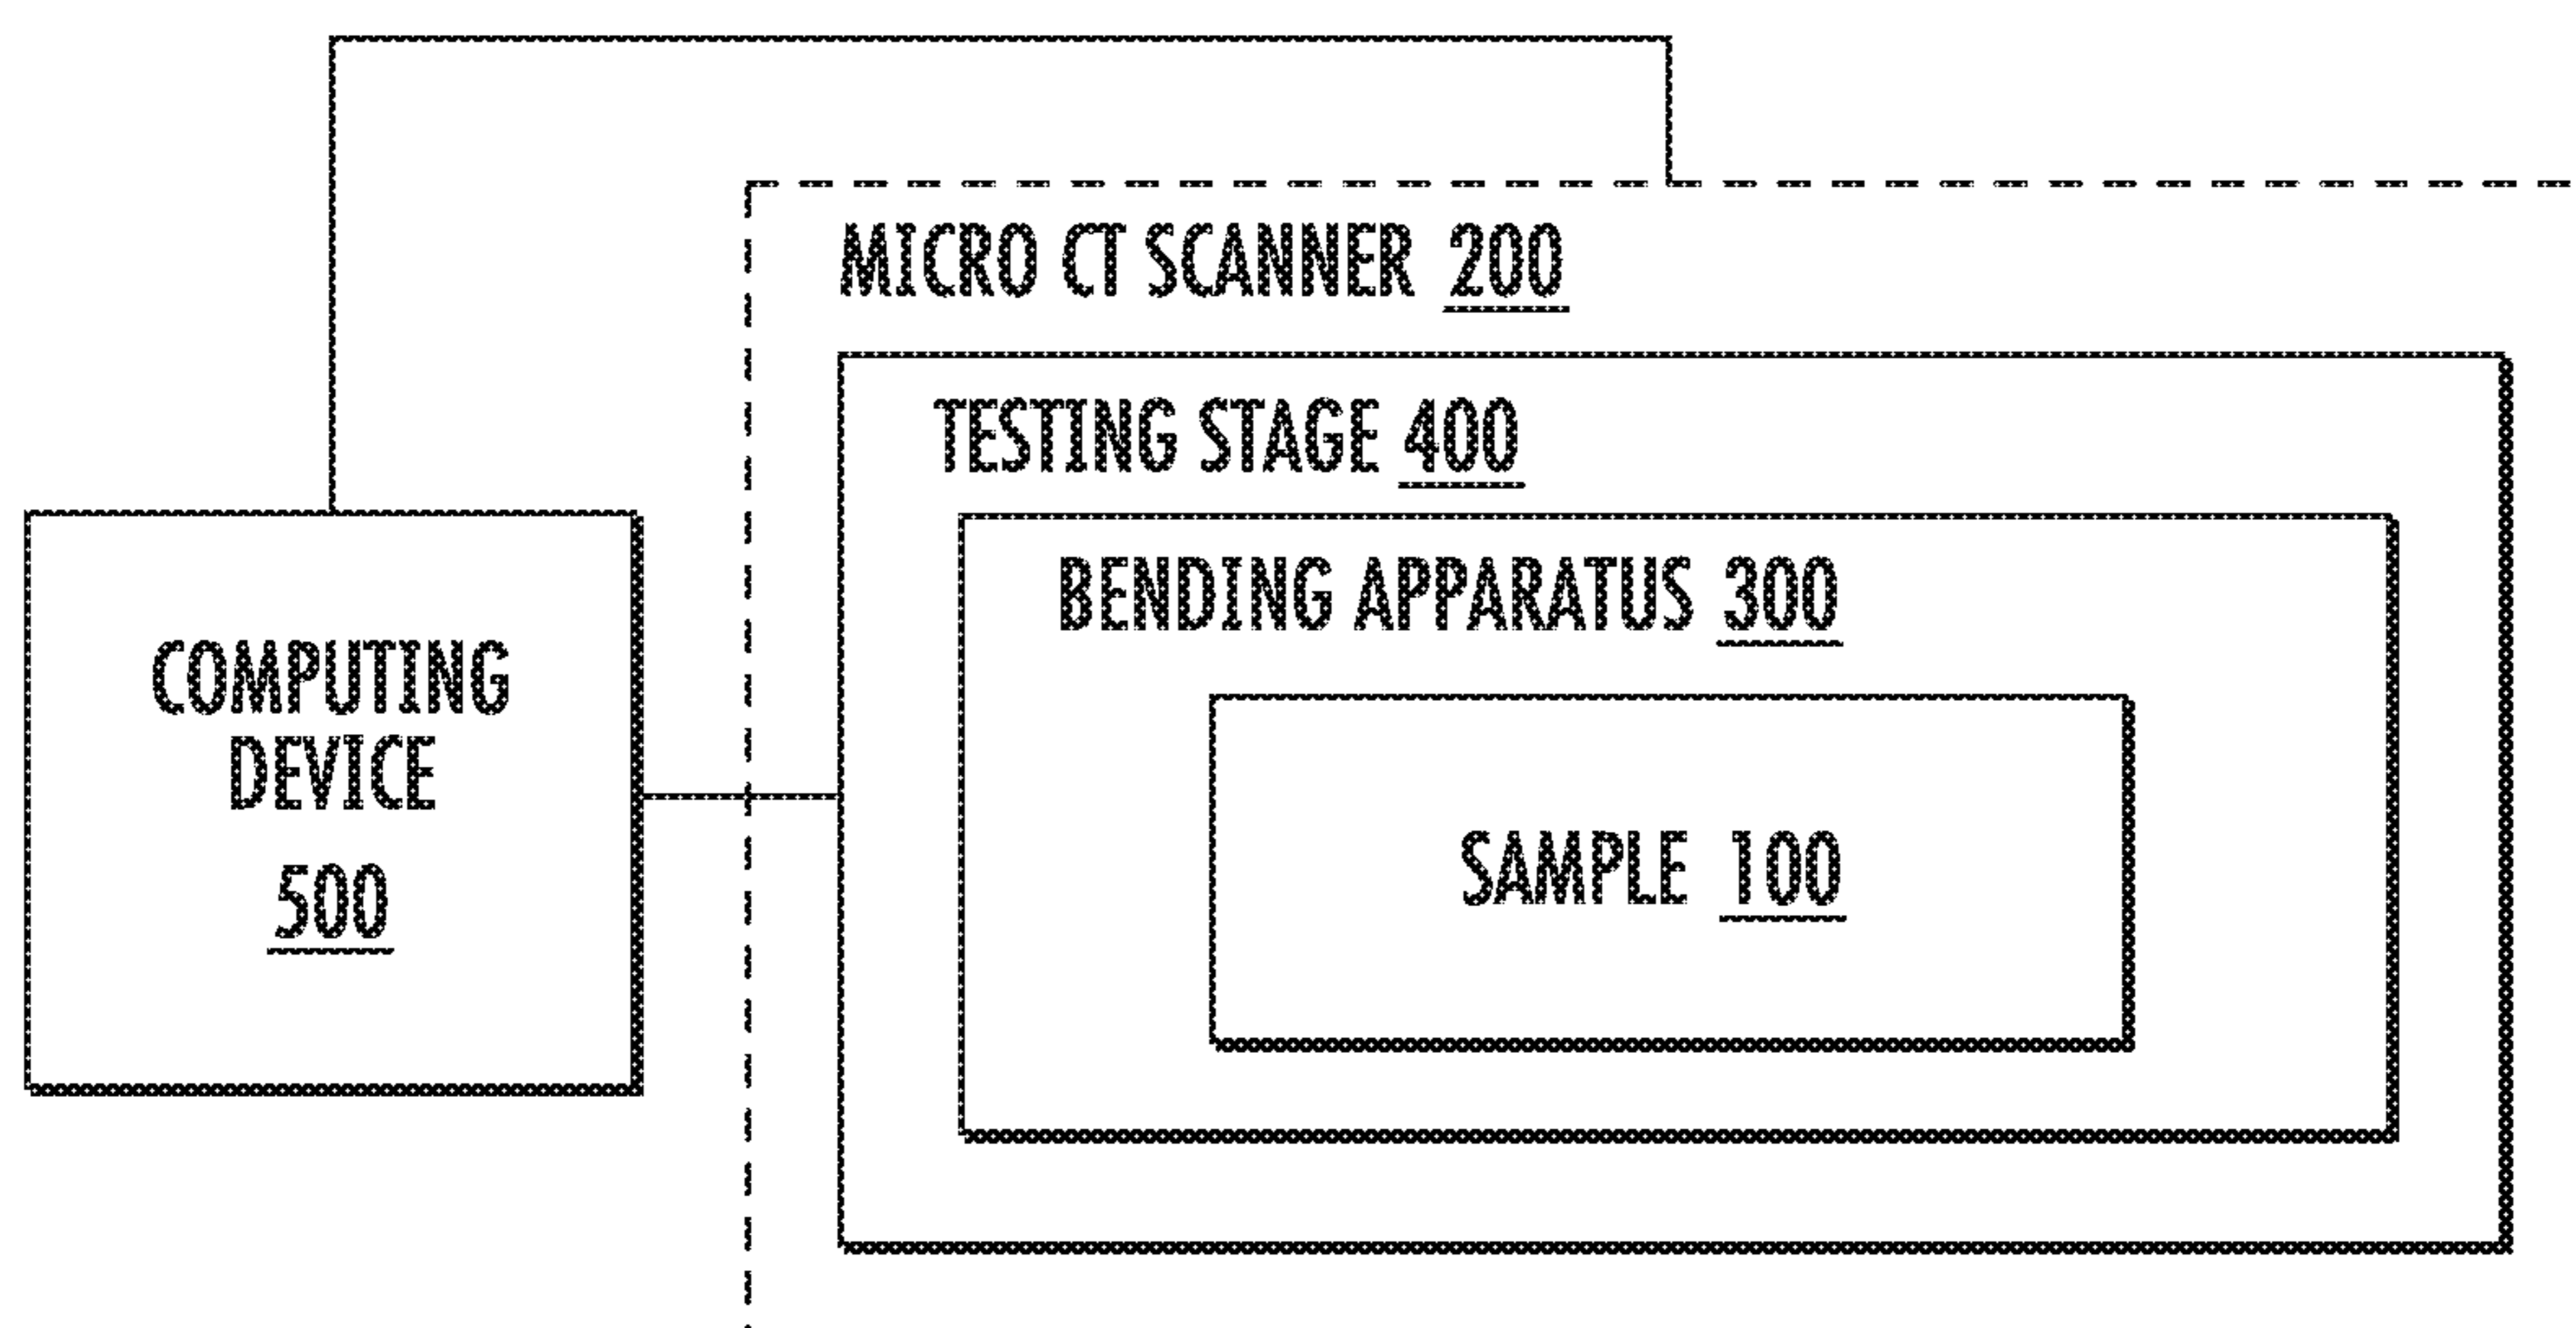 MICRO CT SCANNER 200
TESTING STAGE 400
BENDING APPARATUS 300
COMPUTING
DEVICE
500
SAMPLE 100